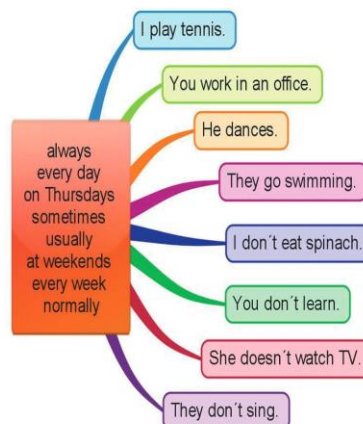 always
every day
on Thursdays
sometimes
usually
at weekends
every week
normally
I play tennis.
You work in an office.
He dances.
They go swimming.
I don´t eat spinach.
You don´t learn.
She doesn´t watch TV.
They don´t sing.